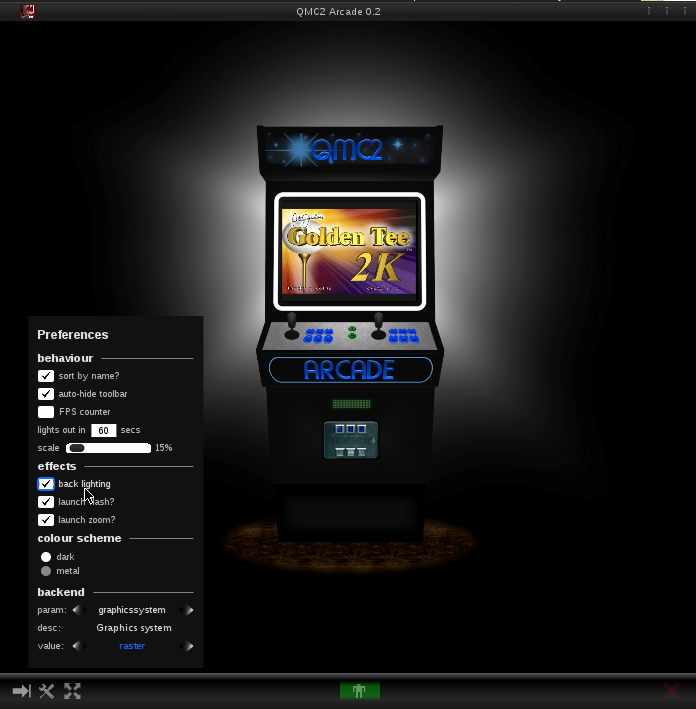 QMC2 Arcade 0.2
QMC2
Golden Tee
2K
ARCADE
Preferences
behaviour
sort by name?
auto-hide toolbar
FPS counter
lights out in 60 secs
scale 15%
effects
back lighting
launch flash?
launch zoom?
colour scheme
dark
metal
backend
param: graphicssystem
desc: Graphics system
value: raster